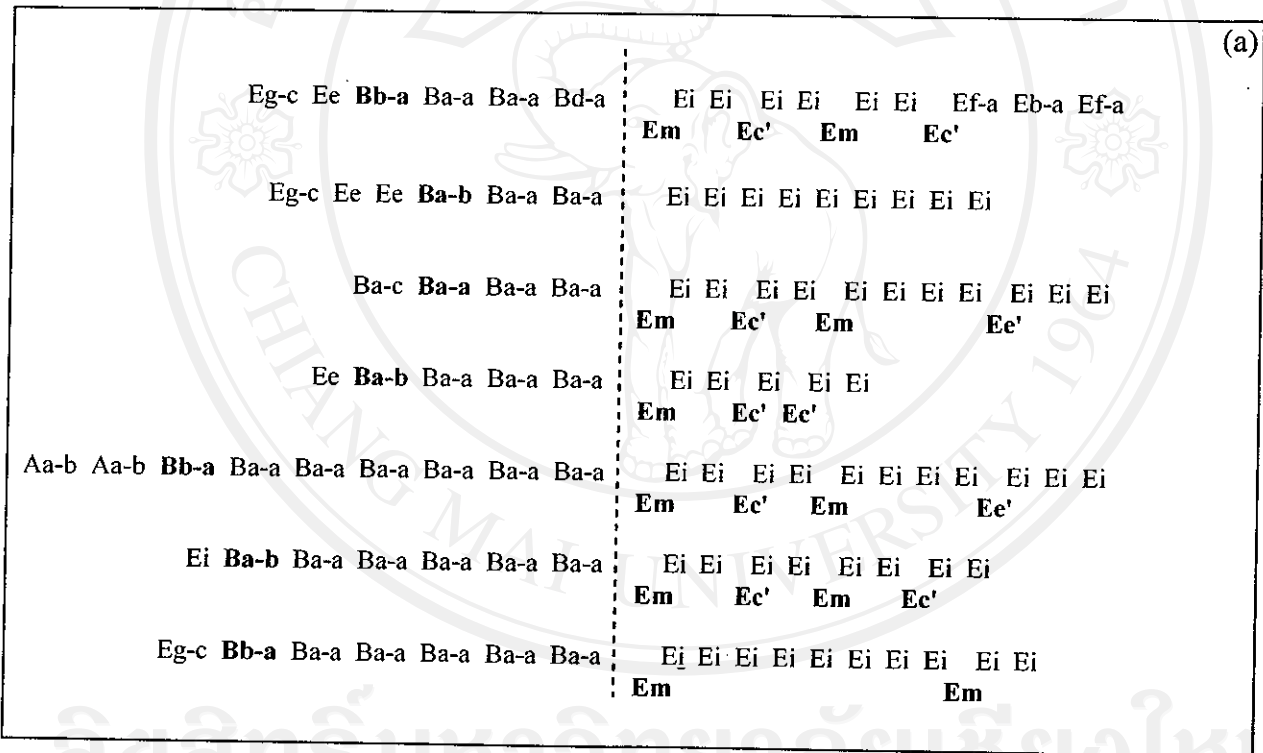 (a)
Eg-c Ee Bb-a Ba-a Ba-a Bd-a Ei Ei Ei Ei Ei Ei Ef-a Eb-a Ef-a
Em Ec' Em Ec'
Eg-c Ee Ee Ba-b Ba-a Ba-a Ei Ei Ei Ei Ei Ei Ei Ei Ei
Ba-c Ba-a Ba-a Ba-a Ei Ei Ei Ei Ei Ei Ei Ei Ei Ei Ei
Em Ec' Em Ee'
Ee Ba-b Ba-a Ba-a Ba-a Ei Ei Ei Ei Ei
Em Ec' Ec'
Aa-b Aa-b Bb-a Ba-a Ba-a Ba-a Ba-a Ba-a Ba-a Ei Ei Ei Ei Ei Ei Ei Ei Ei Ei Ei
Em Ec' Em Ee'
Ei Ba-b Ba-a Ba-a Ba-a Ba-a Ba-a Ei Ei Ei Ei Ei Ei Ei Ei
Em Ec' Em Ec'
Eg-c Bb-a Ba-a Ba-a Ba-a Ba-a Ba-a Ei Ei Ei Ei Ei Ei Ei Ei Ei Ei
Em Em
CHIANG MAI UNIVERSITY 1964